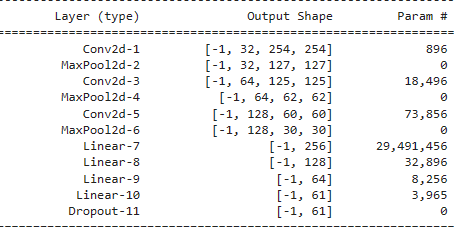 ----------------------------------------------------------------
Layer (type) Output Shape Param #
================================================================
Conv2d-1 [-1, 32, 254, 254] 896
MaxPool2d-2 [-1, 32, 127, 127] 0
Conv2d-3 [-1, 64, 125, 125] 18,496
MaxPool2d-4 [-1, 64, 62, 62] 0
Conv2d-5 [-1, 128, 60, 60] 73,856
MaxPool2d-6 [-1, 128, 30, 30] 0
Linear-7 [-1, 256] 29,491,456
Linear-8 [-1, 128] 32,896
Linear-9 [-1, 64] 8,256
Linear-10 [-1, 61] 3,965
Dropout-11 [-1, 61] 0
================================================================